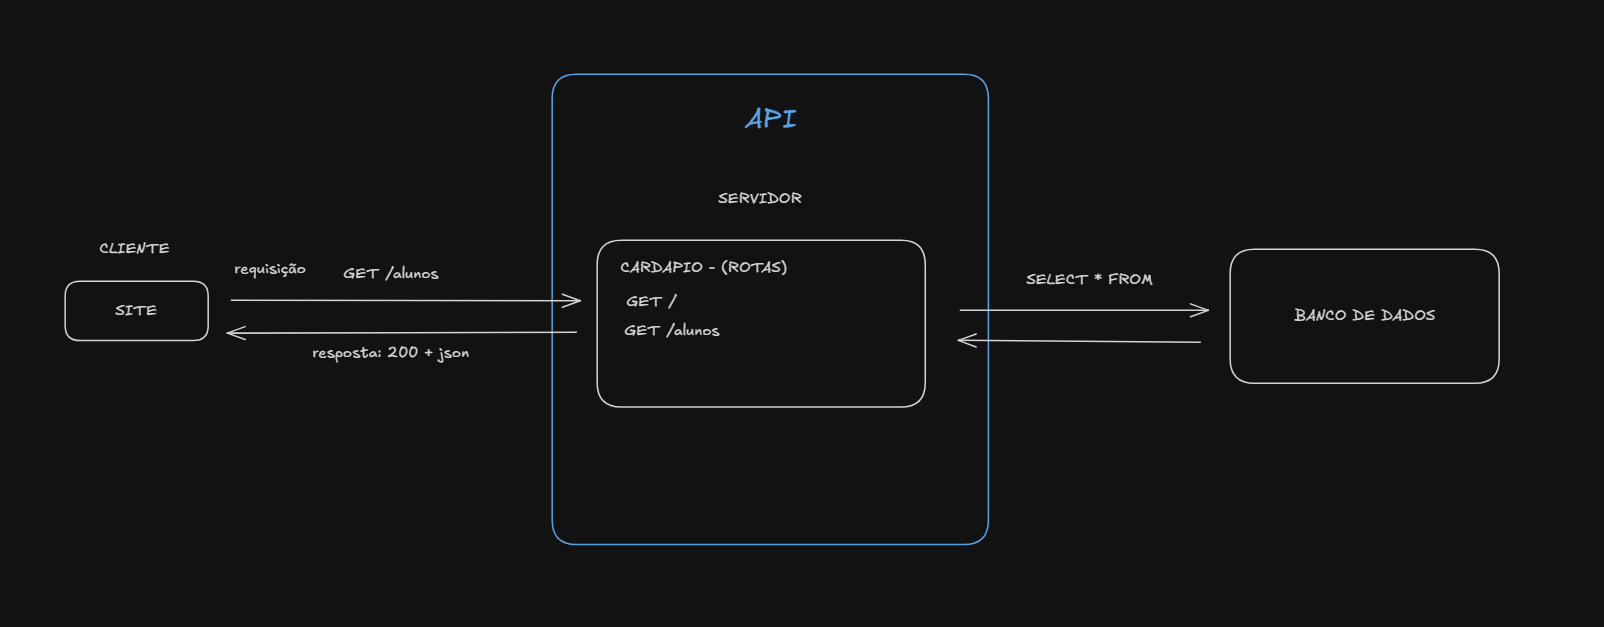 API
SERVIDOR
CLIENTE
SITE
requisição
GET /alunos
resposta: 200 + json
CARDAPIO - (ROTAS)
GET /
GET /alunos
SELECT * FROM
BANCO DE DADOS